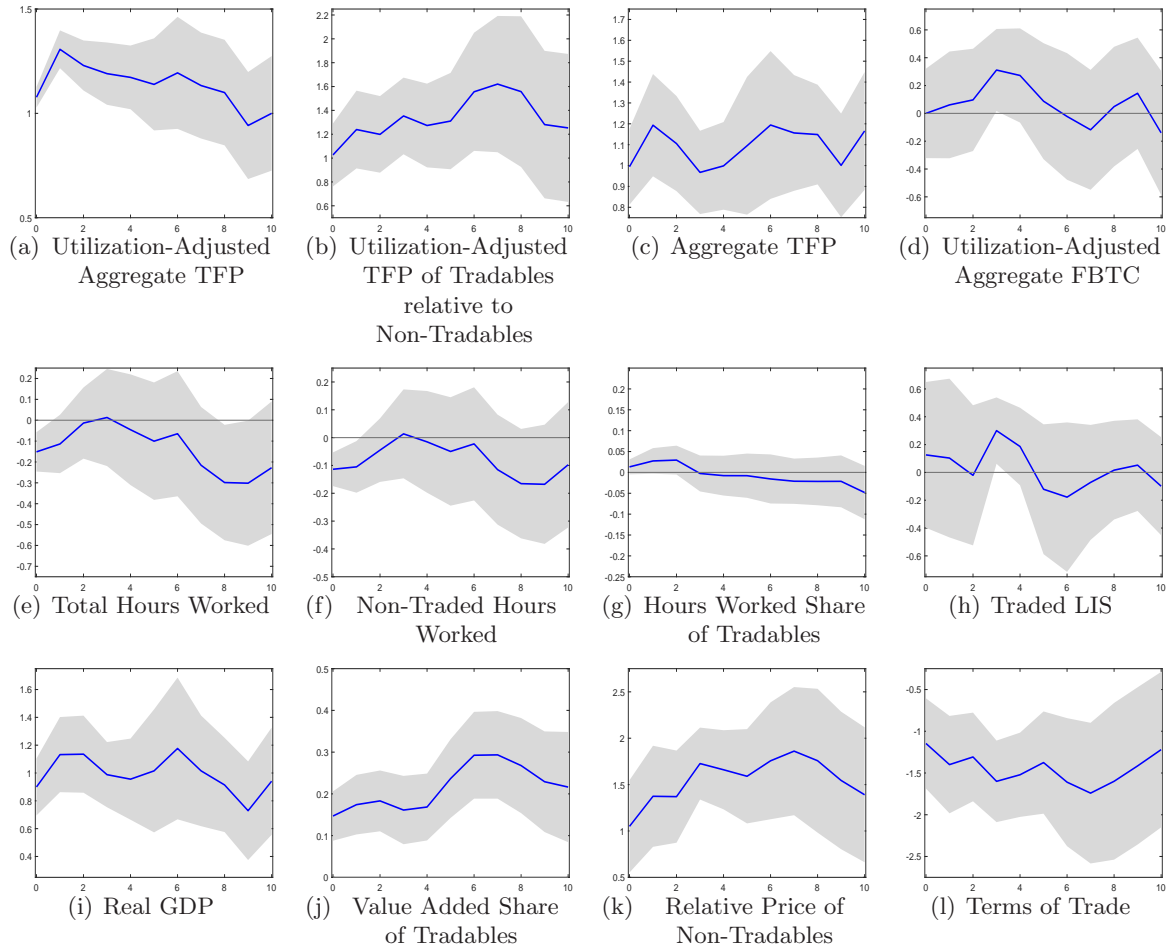 1.5
1
0.5
0 2 4 6 8 10
(a) Utilization-Adjusted
Aggregate TFP
2.2
2
1.8
1.6
1.4
1.2
1
0.8
0.6
0 2 4 6 8 10
(b) Utilization-Adjusted
TFP of Tradables
relative to
Non-Tradables
1.7
1.6
1.5
1.4
1.3
1.2
1.1
1
0.9
0.8
0 2 4 6 8 10
(c) Aggregate TFP
0.6
0.4
0.2
0
-0.2
-0.4
-0.6
0 2 4 6 8 10
(d) Utilization-Adjusted
Aggregate FBTC
0.2
0.1
0
-0.1
-0.2
-0.3
-0.4
-0.5
-0.6
-0.7
0 2 4 6 8 10
(e) Total Hours Worked
0.2
0.1
0
-0.1
-0.2
-0.3
-0.4
-0.5
0 2 4 6 8 10
(f) Non-Traded Hours
Worked
0.2
0.15
0.1
0.05
0
-0.05
-0.1
-0.15
-0.2
-0.25
0 2 4 6 8 10
(g) Hours Worked Share
of Tradables
0.6
0.4
0.2
0
-0.2
-0.4
-0.6
0 2 4 6 8 10
(h) Traded LIS
1.6
1.4
1.2
1
0.8
0.6
0.4
0 2 4 6 8 10
(i) Real GDP
0.5
0.4
0.3
0.2
0.1
0
0 2 4 6 8 10
(j) Value Added Share
of Tradables
2.5
2
1.5
1
0.5
0 2 4 6 8 10
(k) Relative Price of
Non-Tradables
-0.5
-1
-1.5
-2
-2.5
0 2 4 6 8 10
(l) Terms of Trade